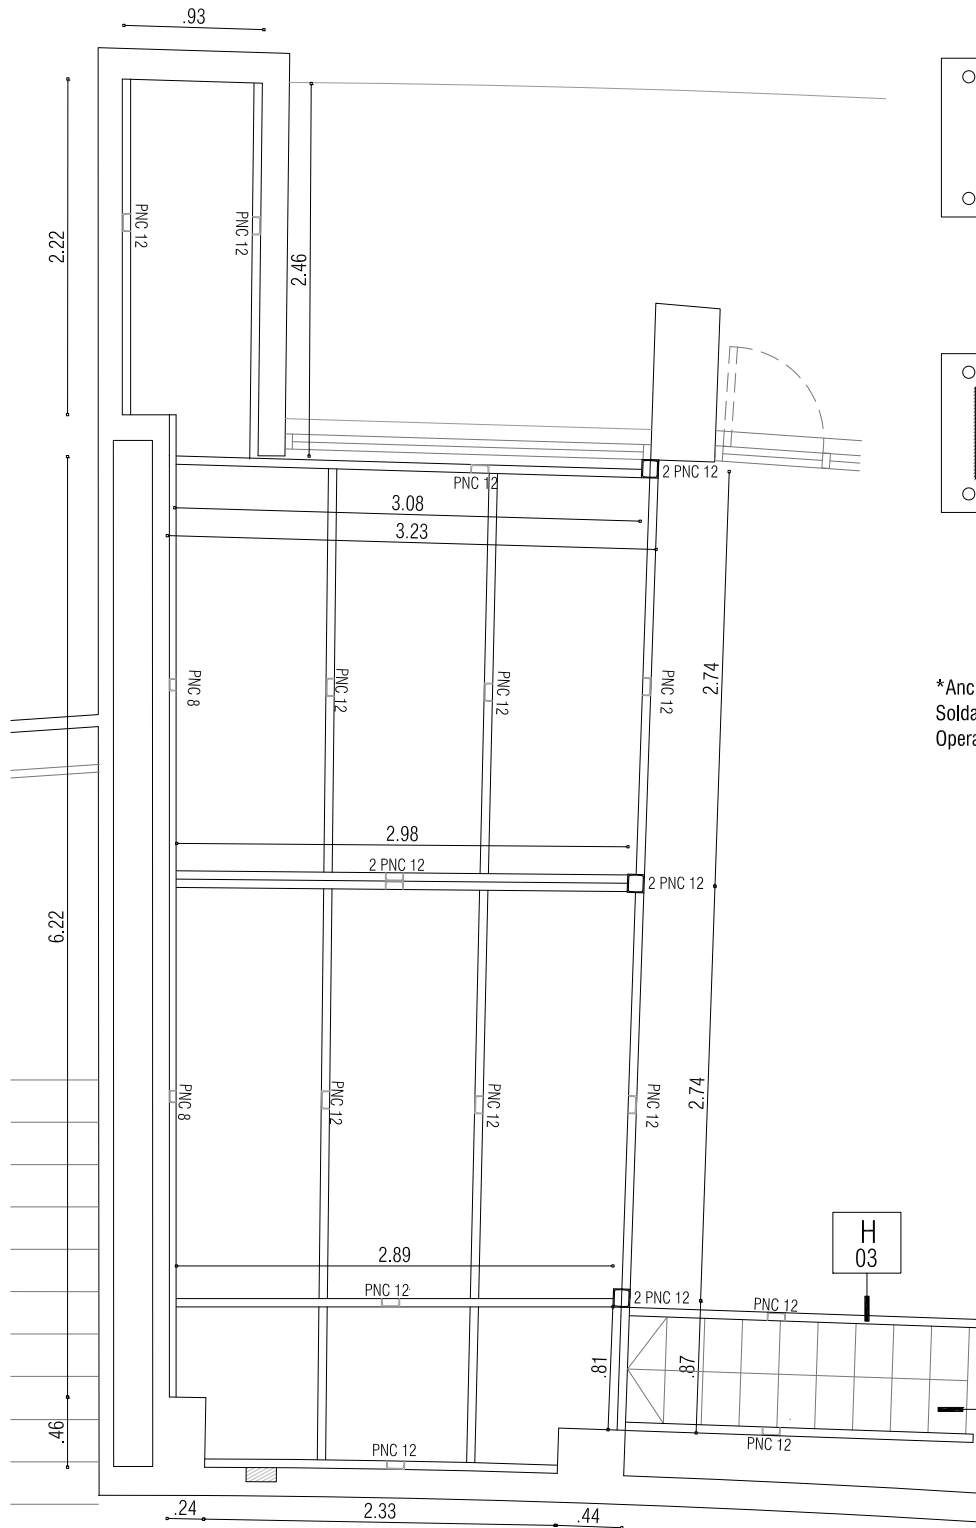 .93
2.22
PNC 12
PNC 12
2.46
PNC 12
2 PNC 12
3.08
3.23
PNC 8
PNC 12
PNC 12
PNC 12
2.74
*Anc
Solda
Opera
2.98
2 PNC 12
2 PNC 12
6.22
PNC 8
PNC 12
PNC 12
PNC 12
2.74
H
03
2.89
PNC 12
2 PNC 12
PNC 12
.81
.87
.46
PNC 12
PNC 12
.24
2.33
.44